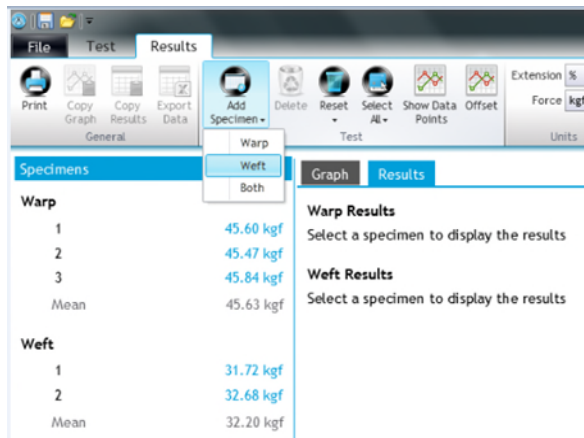 File Test Results
Print Copy Graph Copy Results Export Data Add Specimen Delete Reset Select All Show Data Points Offset Extension %
Force kgf
General Test Units
Warp
Weft
Both
Specimens
Warp
1 45.60 kgf
2 45.47 kgf
3 45.84 kgf
Mean 45.63 kgf
Weft
1 31.72 kgf
2 32.68 kgf
Mean 32.20 kgf
Graph Results
Warp Results
Select a specimen to display the results
Weft Results
Select a specimen to display the results